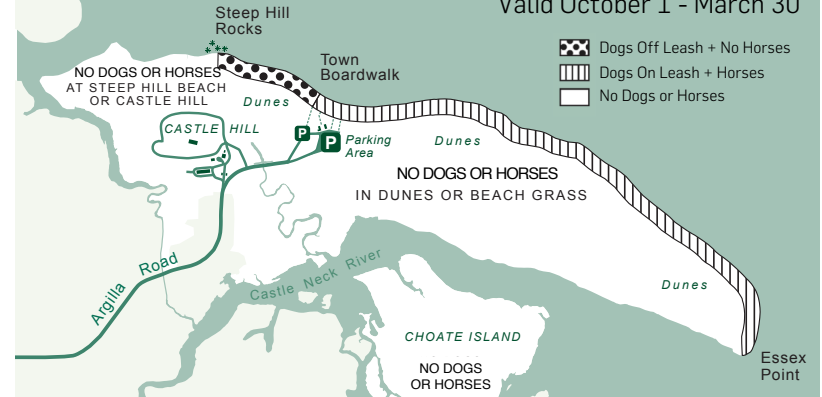 Valid October 1 - March 30
Steep Hill
Rocks
Dogs Off Leash + No Horses
Dogs On Leash + Horses
No Dogs or Horses
Town
Boardwalk
NO DOGS OR HORSES
AT STEEP HILL BEACH
OR CASTLE HILL
Dunes
CASTLE HILL
P
P
Parking
Area
Dunes
NO DOGS OR HORSES
IN DUNES OR BEACH GRASS
Argilla Road
Castle Neck River
Dunes
CHOATE ISLAND
NO DOGS
OR HORSES
Essex
Point